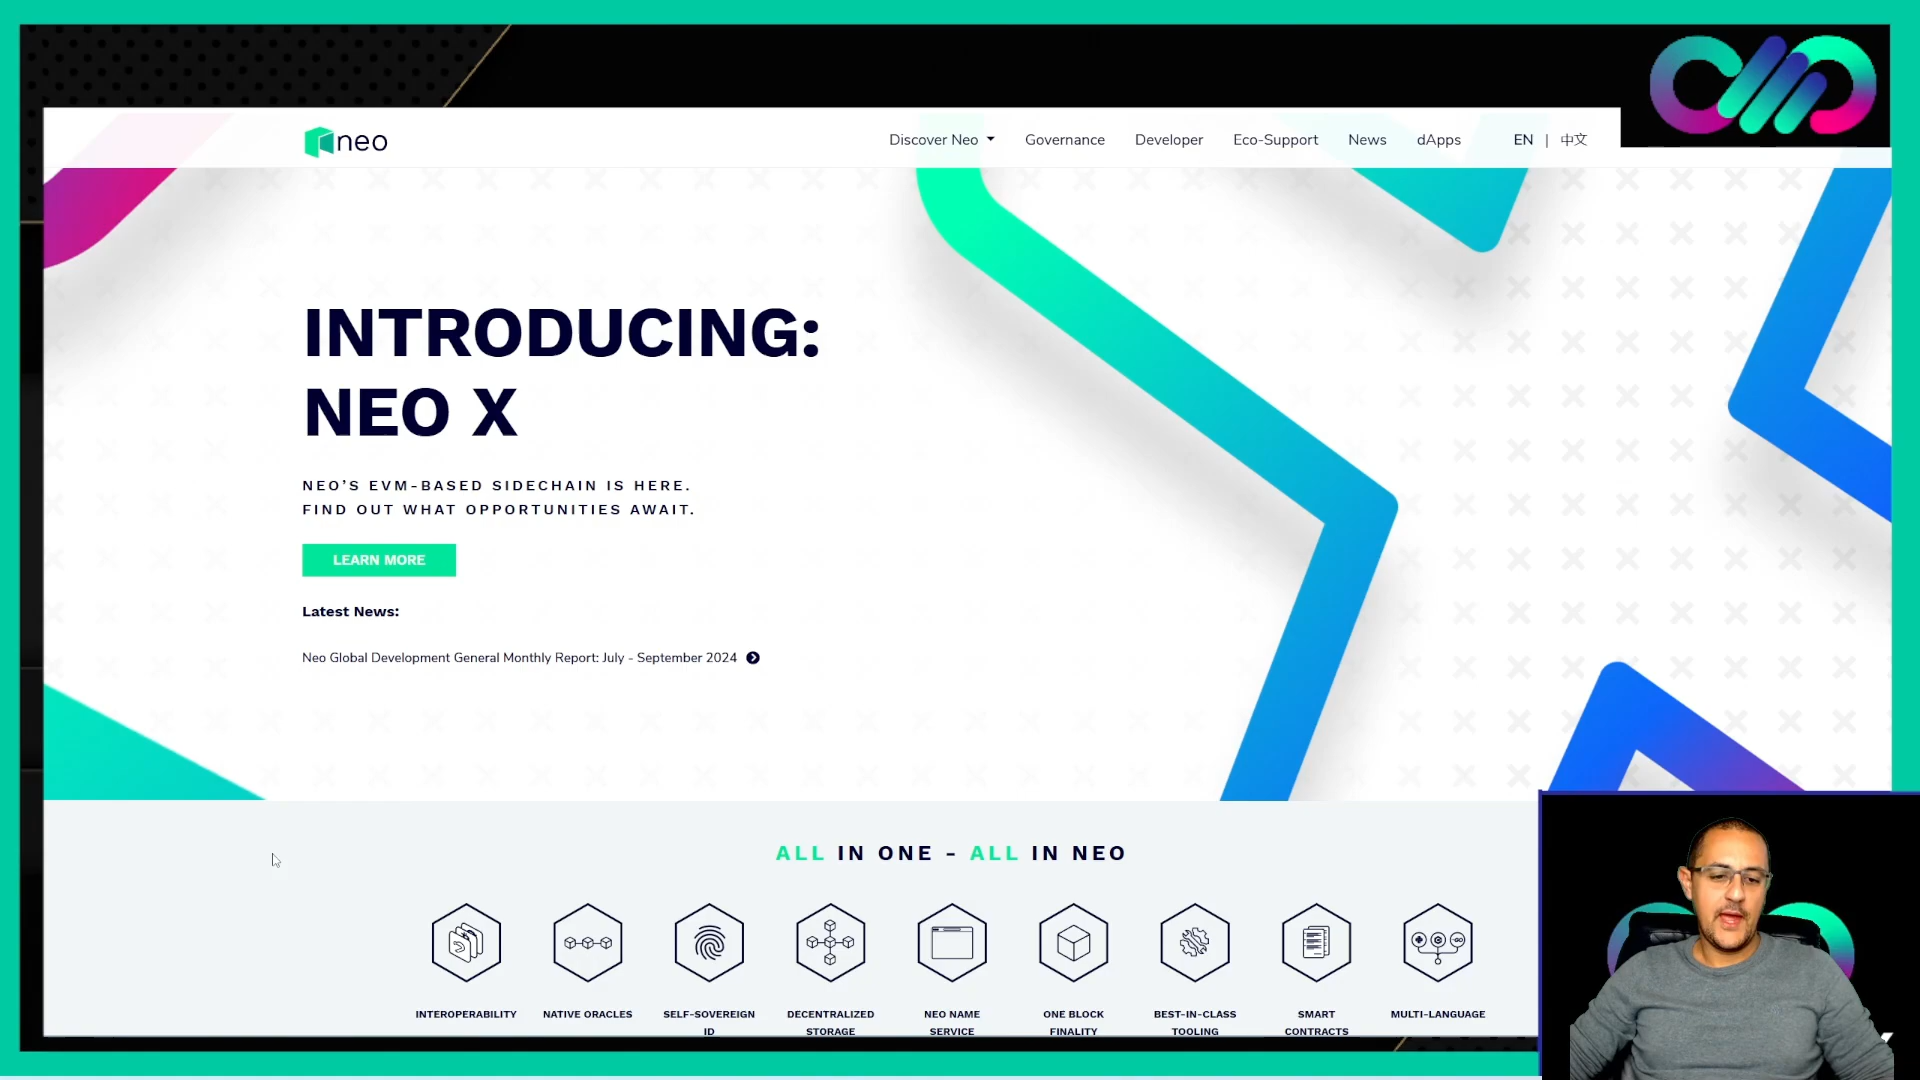 neo
Discover Neo
Governance
Developer
Eco-Support
News
dApps
EN | 中文
INTRODUCING:
NEO X
NEO’S EVM-BASED SIDECHAIN IS HERE.
FIND OUT WHAT OPPORTUNITIES AWAIT.
LEARN MORE
Latest News:
Neo Global Development General Monthly Report: July - September 2024
ALL IN ONE - ALL IN NEO
INTEROPERABILITY
NATIVE ORACLES
SELF-SOVEREIGN
ID
DECENTRALIZED
STORAGE
NEO NAME
SERVICE
ONE BLOCK
FINALITY
BEST-IN-CLASS
TOOLING
SMART
CONTRACTS
MULTI-LANGUAGE